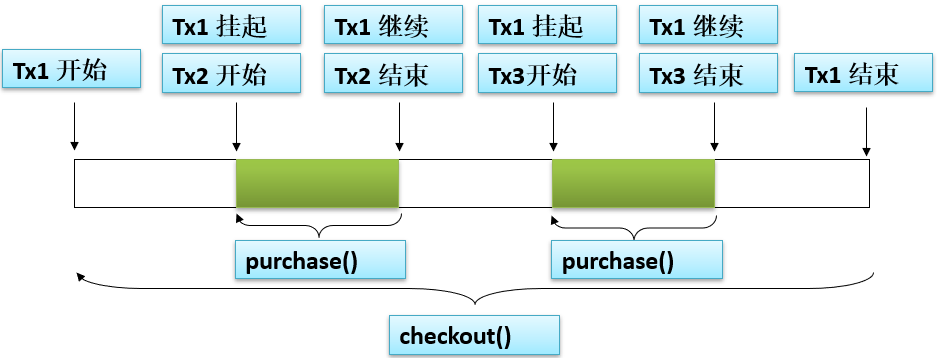 Tx1 挂起
Tx1 继续
Tx1 挂起
Tx1 继续
Tx1 开始
Tx2 开始
Tx2 结束
Tx3开始
Tx3 结束
Tx1 结束
purchase()
purchase()
checkout()